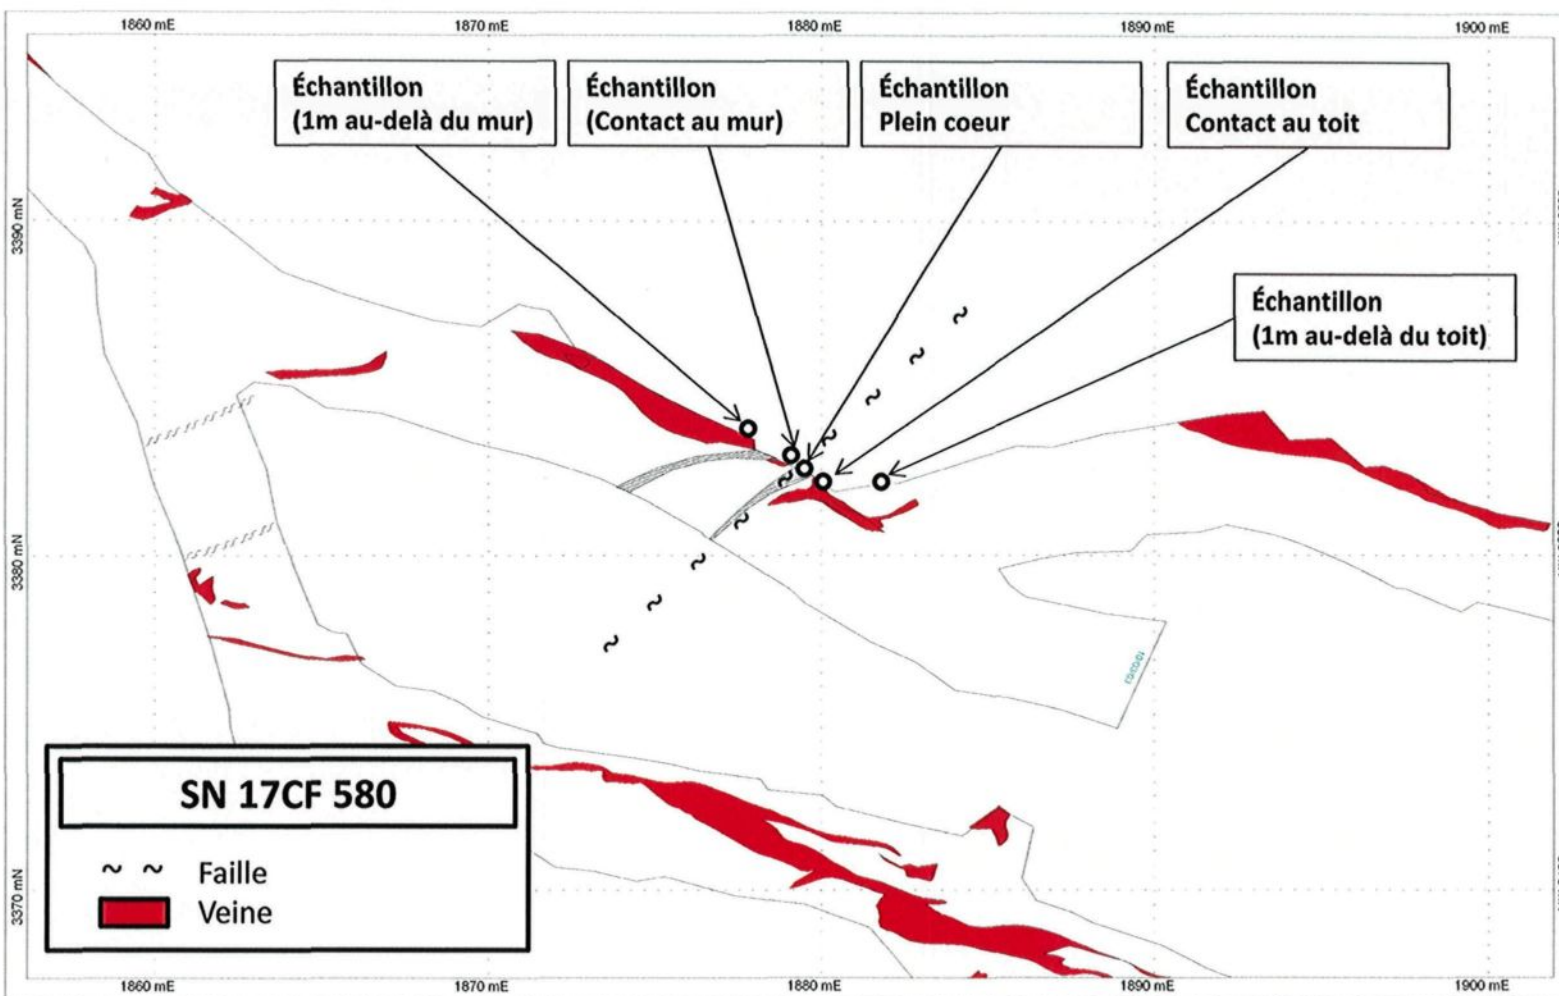 1860 mE
1870 mE
1880 mE
1890 mE
1900 mE
Échantillon
(1m au-delà du mur)
Échantillon
(Contact au mur)
Échantillon
Plein coeur
Échantillon
Contact au toit
3390 mN
Échantillon
(1m au-delà du toit)
3380 mN
SN 17CF 580
~ ~ Faille
Veine
3370 mN
1860 mE
1870 mE
1880 mE
1890 mE
1900 mE